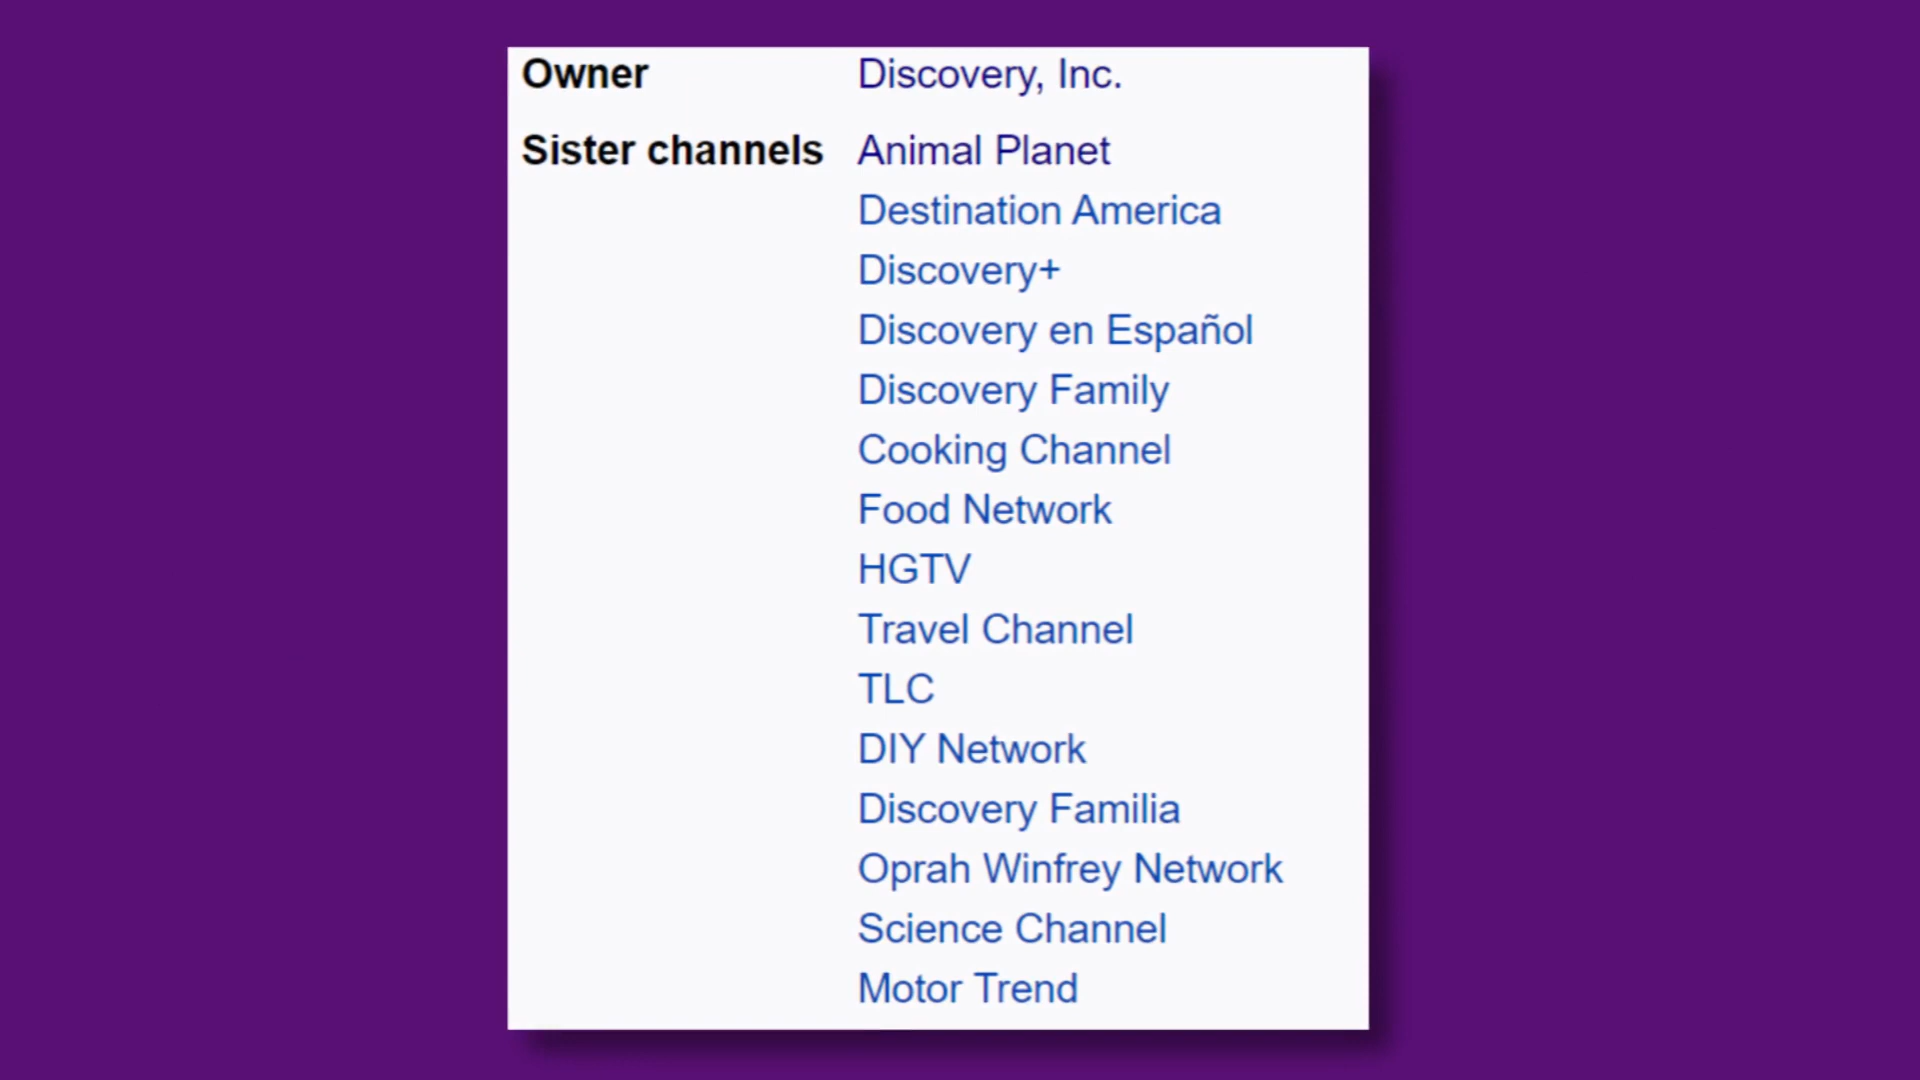 Owner Discovery, Inc.
Sister channels Animal Planet
Destination America
Discovery+
Discovery en Español
Discovery Family
Cooking Channel
Food Network
HGTV
Travel Channel
TLC
DIY Network
Discovery Familia
Oprah Winfrey Network
Science Channel
Motor Trend